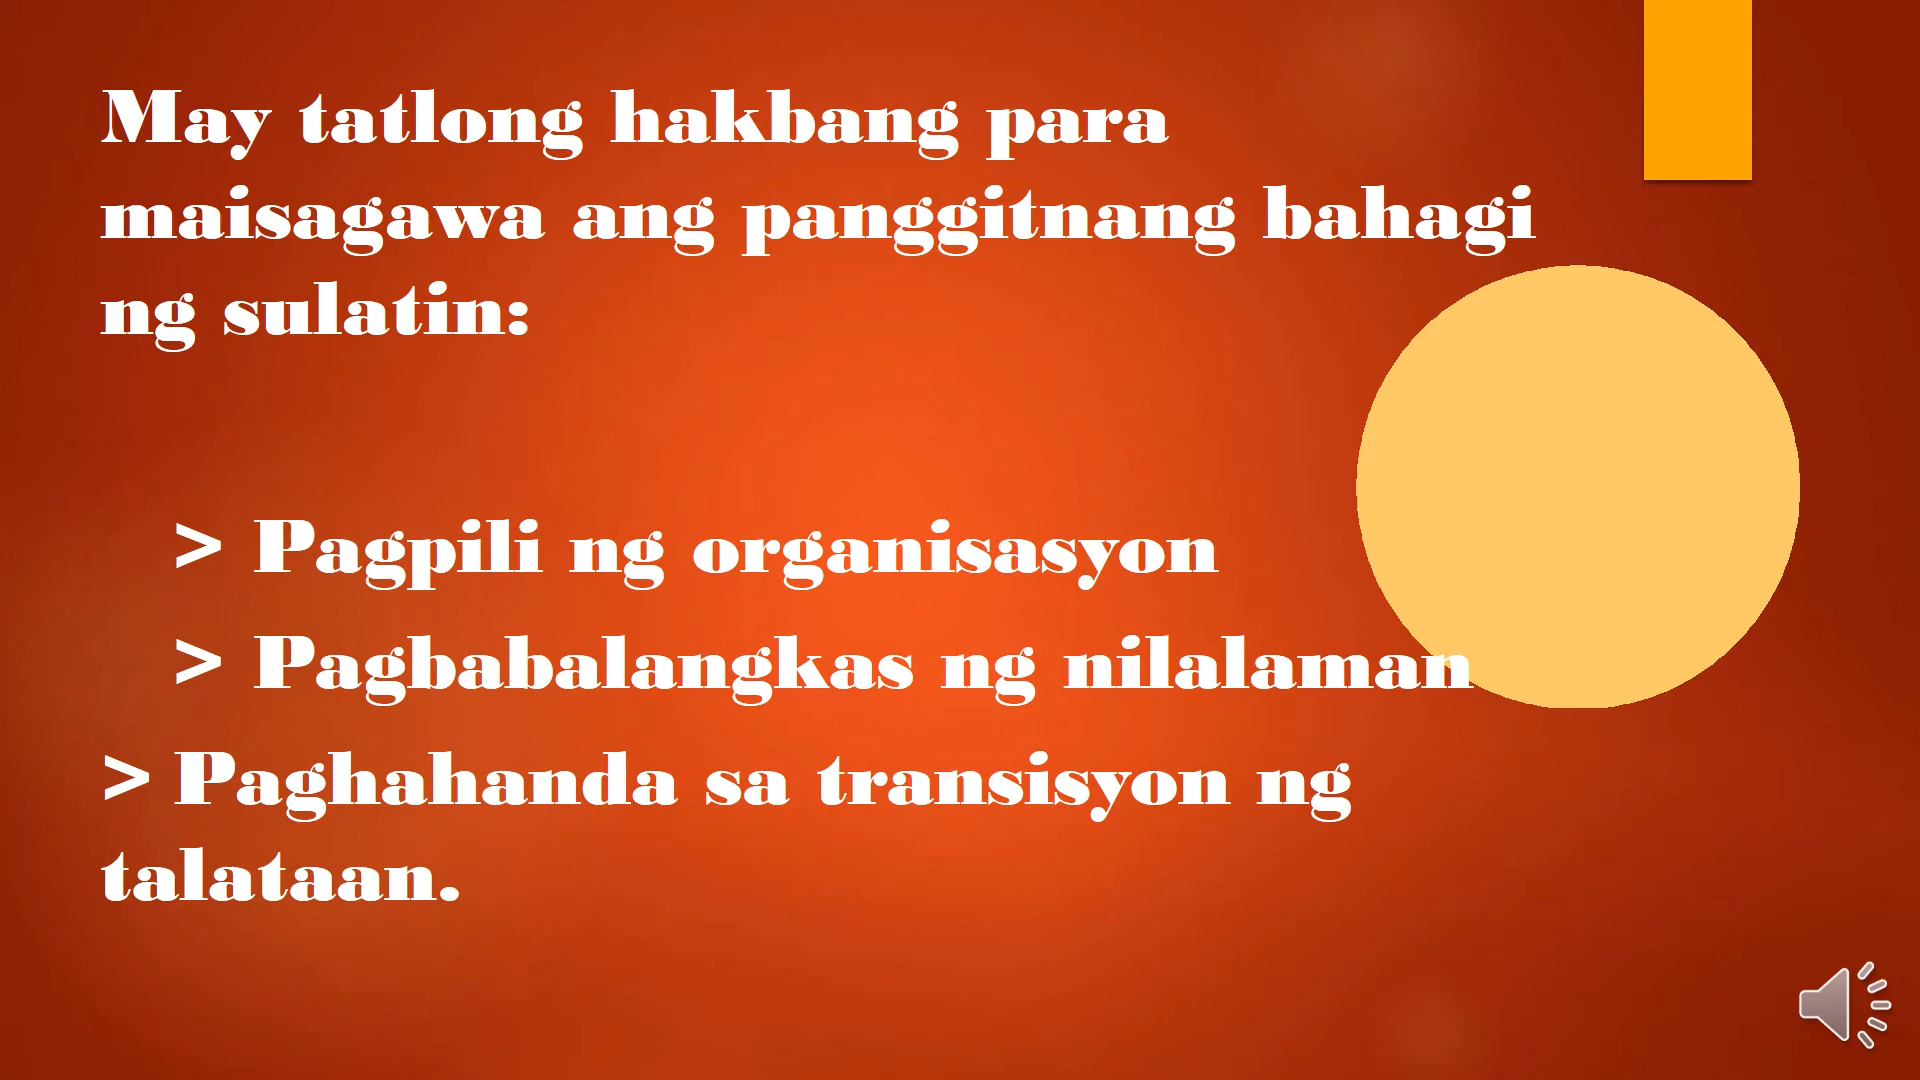 May tatlong hakbang para
maisagawa ang panggitnang bahagi
ng sulatin:
> Pagpili ng organisasyon
> Pagbabalangkas ng nilalaman
> Paghahanda sa transisyon ng
talataan.